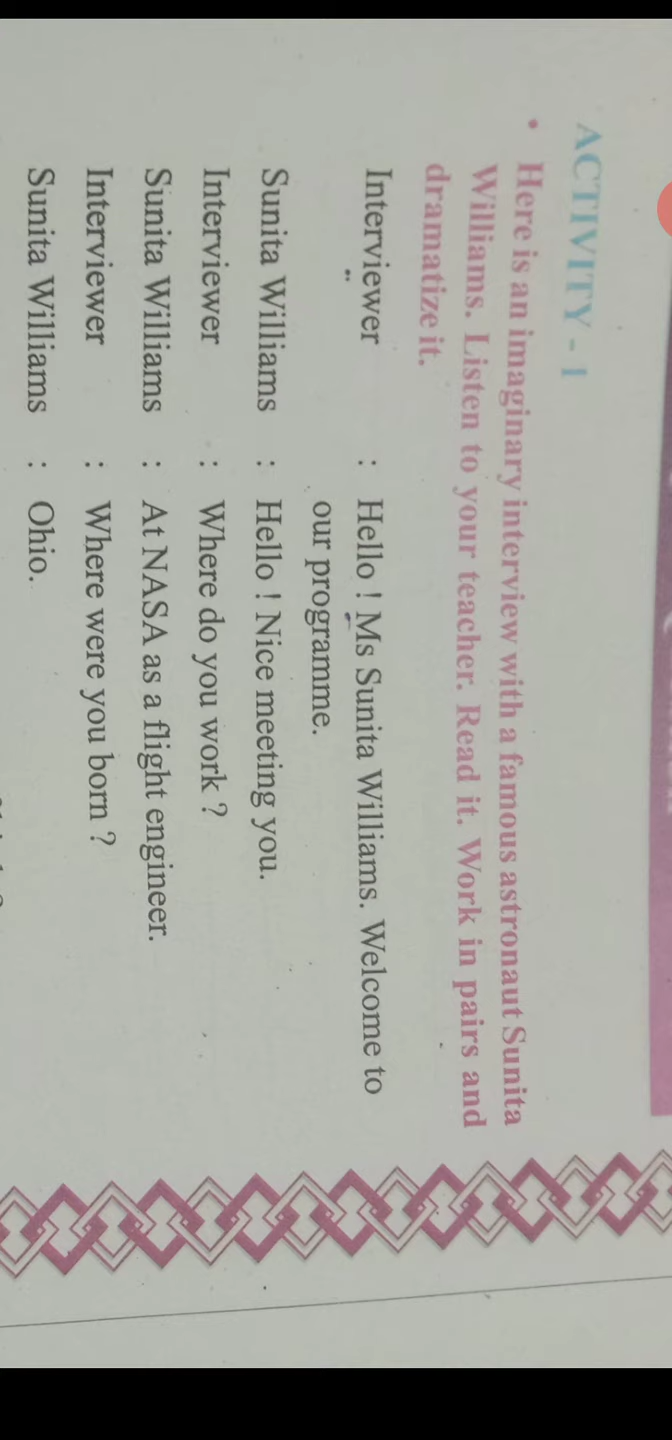 ACTIVITY - 1
• Here is an imaginary interview with a famous astronaut Sunita
Williams. Listen to your teacher. Read it. Work in pairs and
dramatize it.
Interviewer : Hello ! Ms Sunita Williams. Welcome to
our programme.
Sunita Williams : Hello ! Nice meeting you.
Interviewer : Where do you work ?
Sunita Williams : At NASA as a flight engineer.
Interviewer : Where were you born ?
Sunita Williams : Ohio.